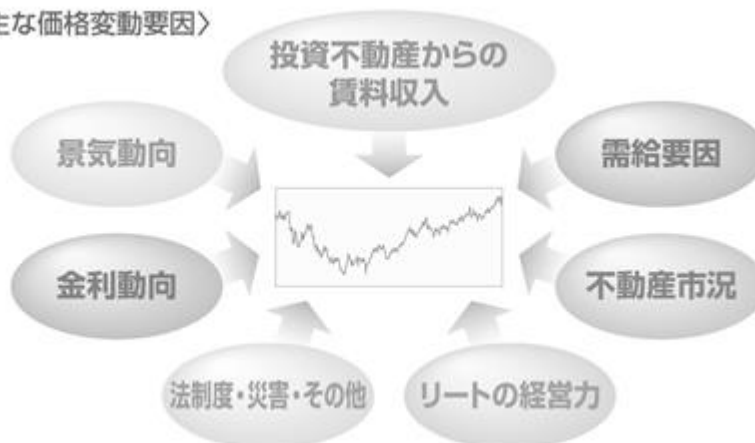 主な価格変動要因〉
投資不動産からの
賃料収入
景気動向
需給要因
金利動向
不動産市況
法制度・災害・その他
リートの経営力